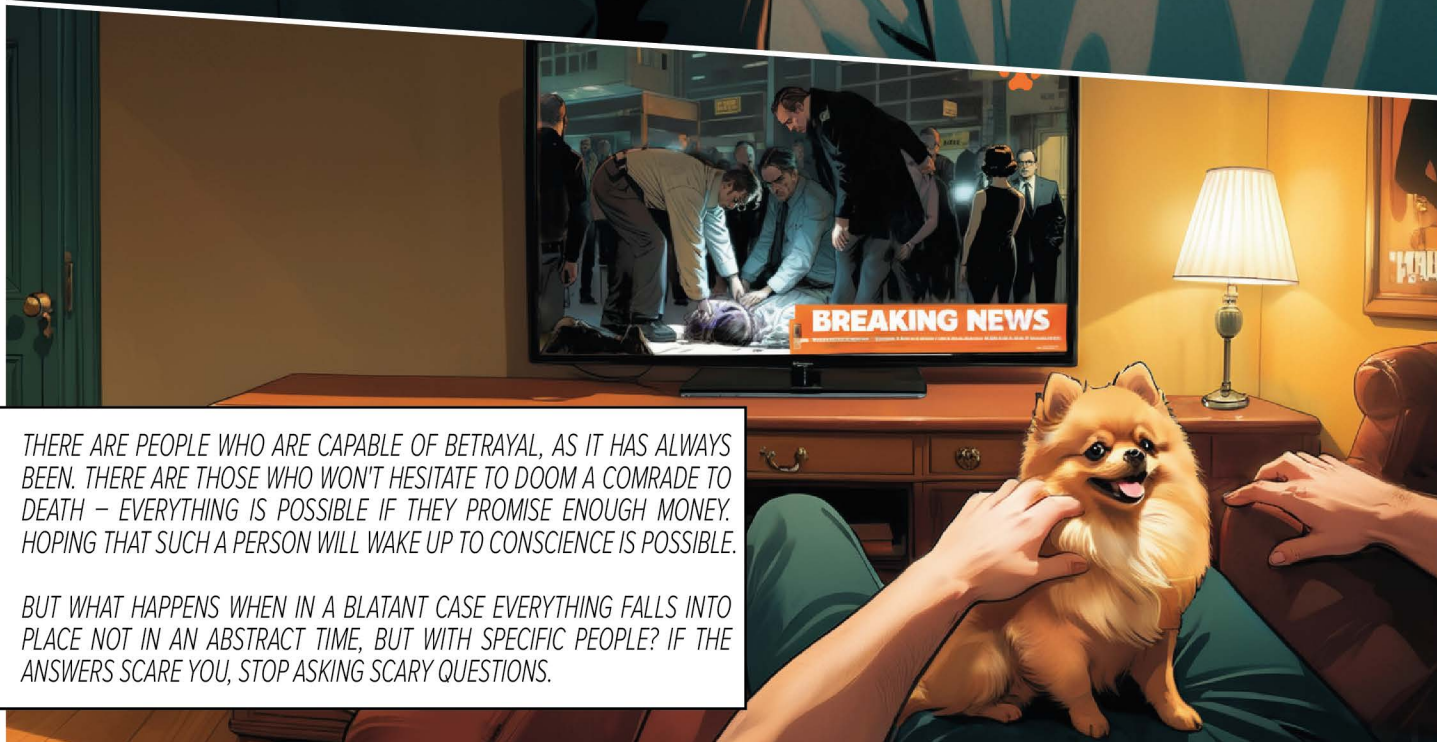 BREAKING NEWS
THERE ARE PEOPLE WHO ARE CAPABLE OF BETRAYAL, AS IT HAS ALWAYS
BEEN. THERE ARE THOSE WHO WON'T HESITATE TO DOOM A COMRADE TO
DEATH – EVERYTHING IS POSSIBLE IF THEY PROMISE ENOUGH MONEY.
HOPING THAT SUCH A PERSON WILL WAKE UP TO CONSCIENCE IS POSSIBLE.
BUT WHAT HAPPENS WHEN IN A BLATANT CASE EVERYTHING FALLS INTO
PLACE NOT IN AN ABSTRACT TIME, BUT WITH SPECIFIC PEOPLE? IF THE
ANSWERS SCARE YOU, STOP ASKING SCARY QUESTIONS.